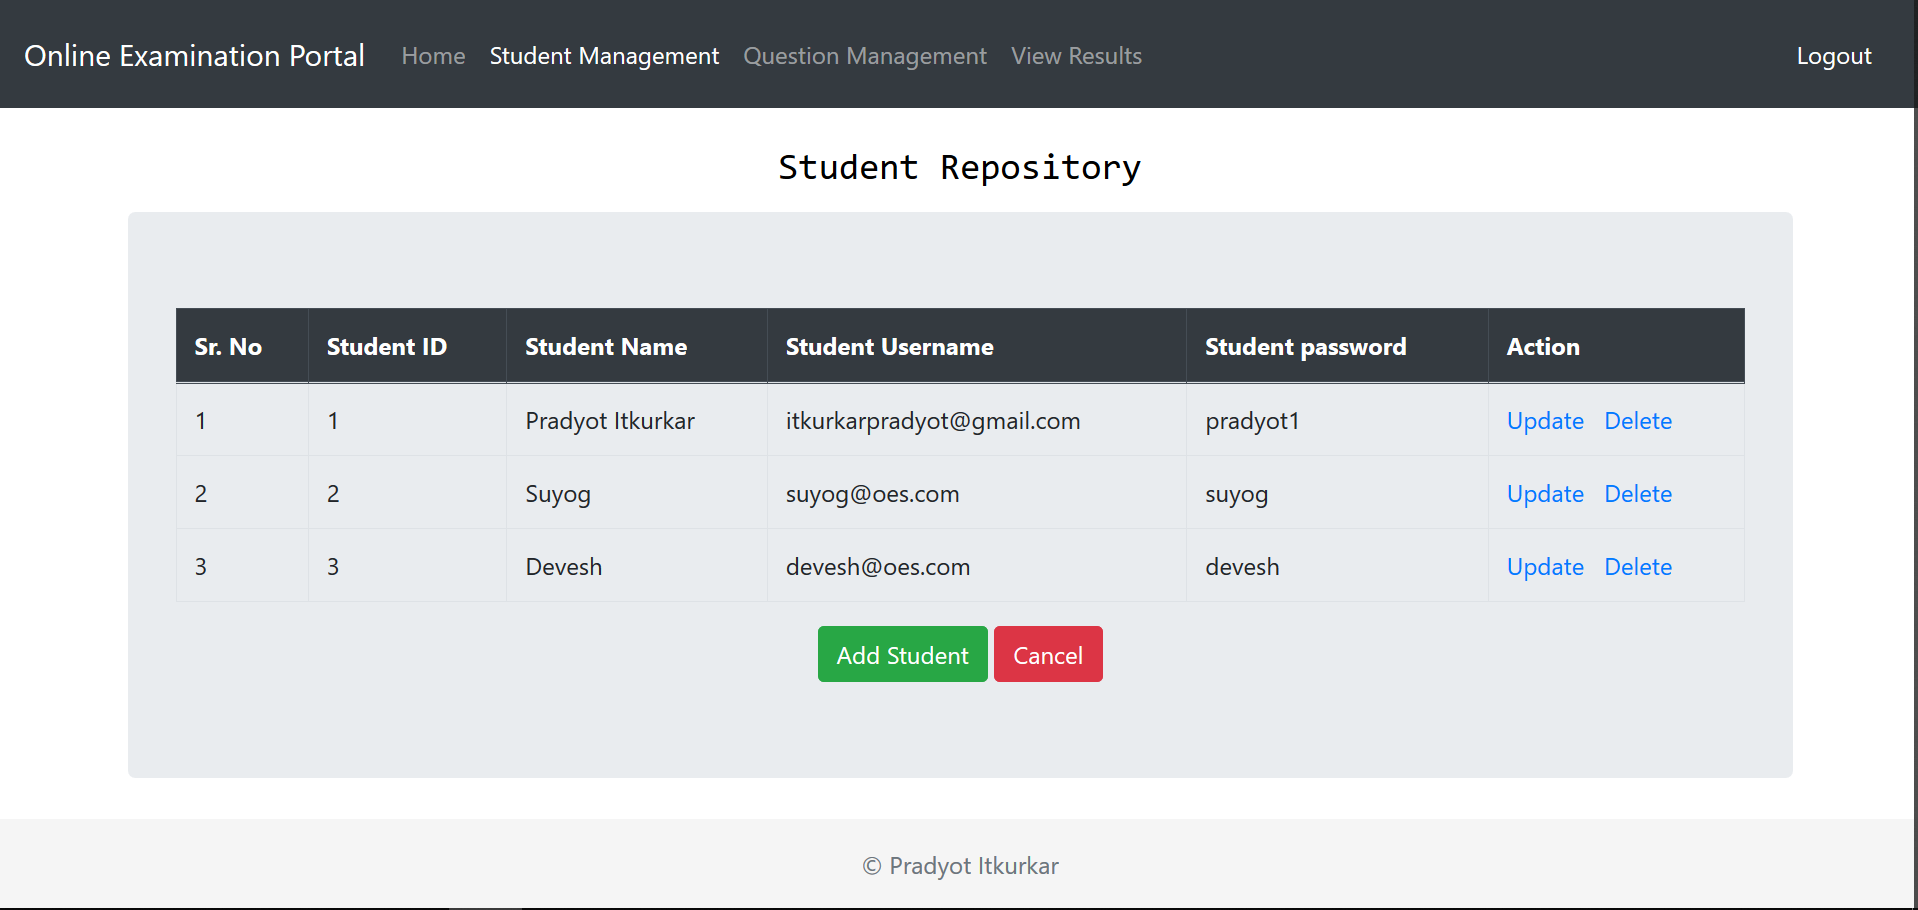 Online Examination Portal Home Student Management Question Management View Results Logout
Student Repository
Sr. No Student ID Student Name Student Username Student password Action
1 1 Pradyot Itkurkar itkurkarpradyot@gmail.com pradyot1 Update Delete
2 2 Suyog suyog@oes.com suyog Update Delete
3 3 Devesh devesh@oes.com devesh Update Delete
Add Student Cancel
© Pradyot Itkurkar